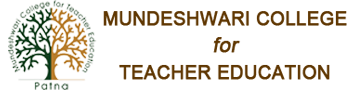 Mundeshwari College for Teacher Education
Patna
MUNDESHWARI COLLEGE
for
TEACHER EDUCATION